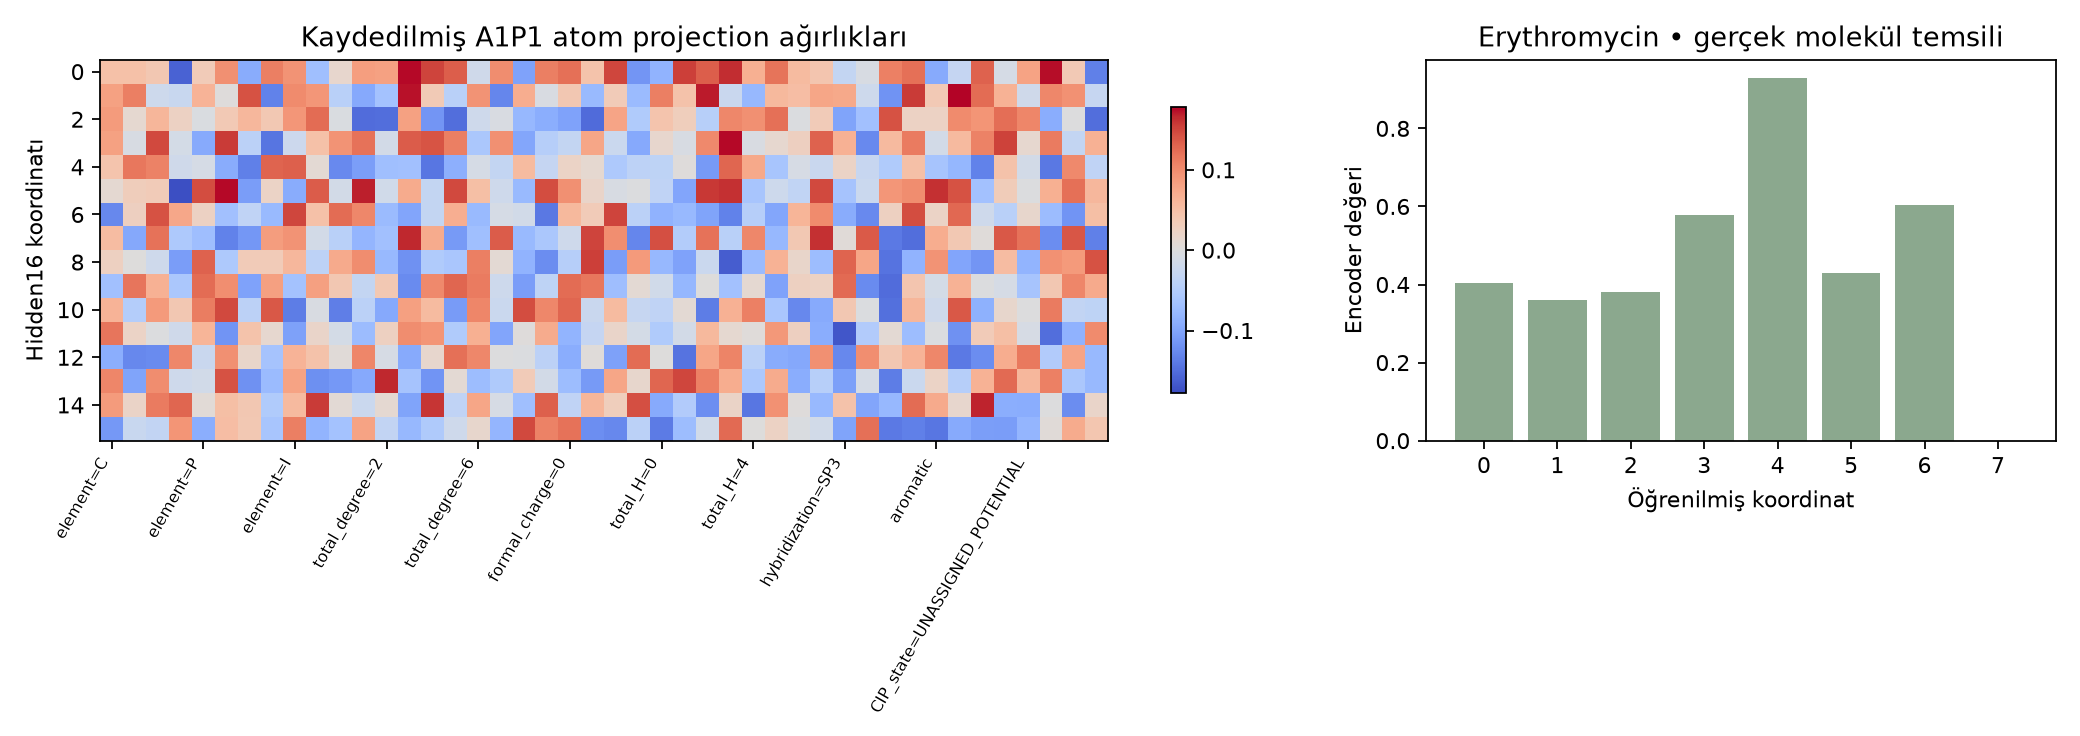 Kaydedilmiş A1P1 atom projection ağırlıkları
Hidden16 koordinatı
0
2
4
6
8
10
12
14
element=C
element=P
element=I
total_degree=2
total_degree=6
formal_charge=0
total_H=0
total_H=4
hybridization=SP3
aromatic
CIP_state=UNASSIGNED_POTENTIAL
0.1
0.0
−0.1
Erythromycin • gerçek molekül temsili
Encoder değeri
0.8
0.6
0.4
0.2
0.0
0 1 2 3 4 5 6 7
Öğrenilmiş koordinat